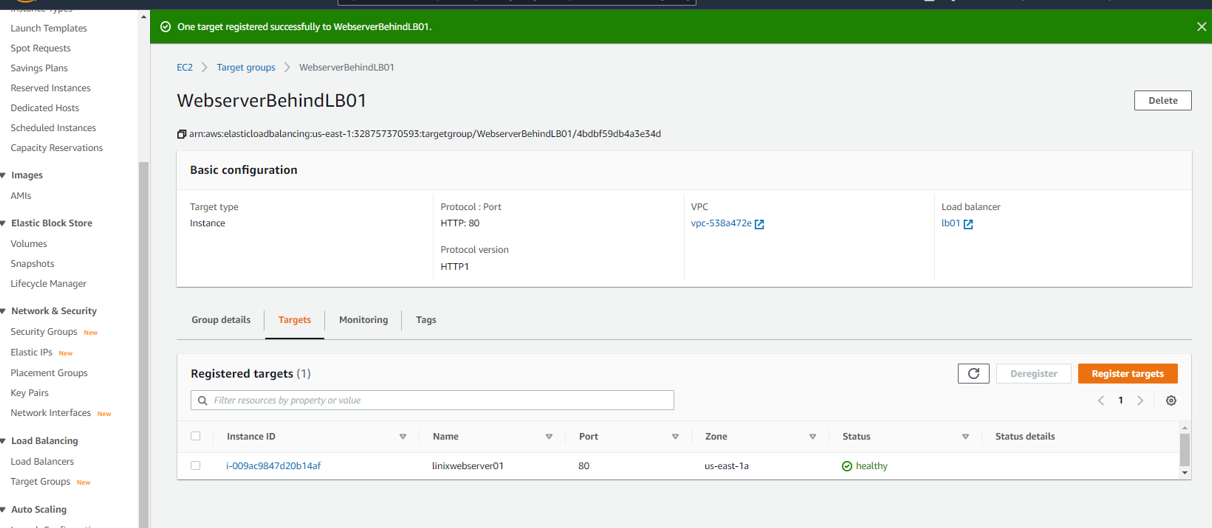 Launch Templates
Spot Requests
Savings Plans
Reserved Instances
Dedicated Hosts
Scheduled Instances
Capacity Reservations
Images
AMIs
Elastic Block Store
Volumes
Snapshots
Lifecycle Manager
Network & Security
Security Groups New
Elastic IPs New
Placement Groups
Key Pairs
Network Interfaces New
Load Balancing
Load Balancers
Target Groups New
Auto Scaling
One target registered successfully to WebserverBehindLB01.
EC2 Target groups WebserverBehindLB01
WebserverBehindLB01
Delete
arn:aws:elasticloadbalancing:us-east-1:328757370593:targetgroup/WebserverBehindLB01/4bdbf59db4a3e34d
Basic configuration
Target type
Instance
Protocol : Port
HTTP: 80
Protocol version
HTTP1
VPC
vpc-538a472e
Load balancer
lb01
Group details Targets Monitoring Tags
Registered targets (1)
Deregister Register targets
Filter resources by property or value
1
Instance ID Name Port Zone Status Status details
i-009ac9847d20b14af linixwebserver01 80 us-east-1a healthy